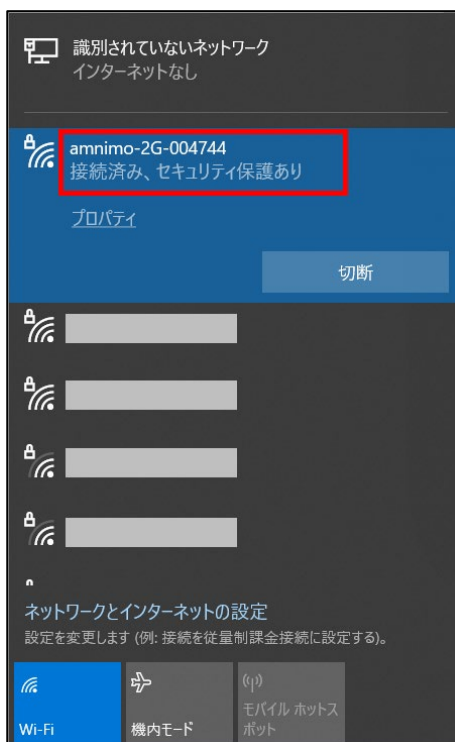 識別されていないネットワーク
インターネットなし
amnimo-2G-004744
接続済み、セキュリティ保護あり
プロパティ
切断
ネットワークとインターネットの設定
設定を変更します (例: 接続を従量制課金接続に設定する)。
Wi-Fi
機内モード
モバイル ホットス
ポット